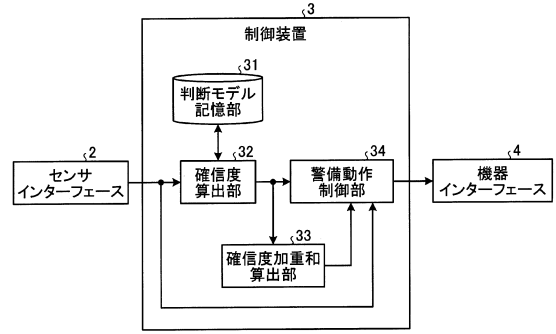 3
制御装置
31
判断モデル
記憶部
2
センサ
インターフェース
32
確信度
算出部
34
警備動作
制御部
4
機器
インターフェース
33
確信度加重和
算出部